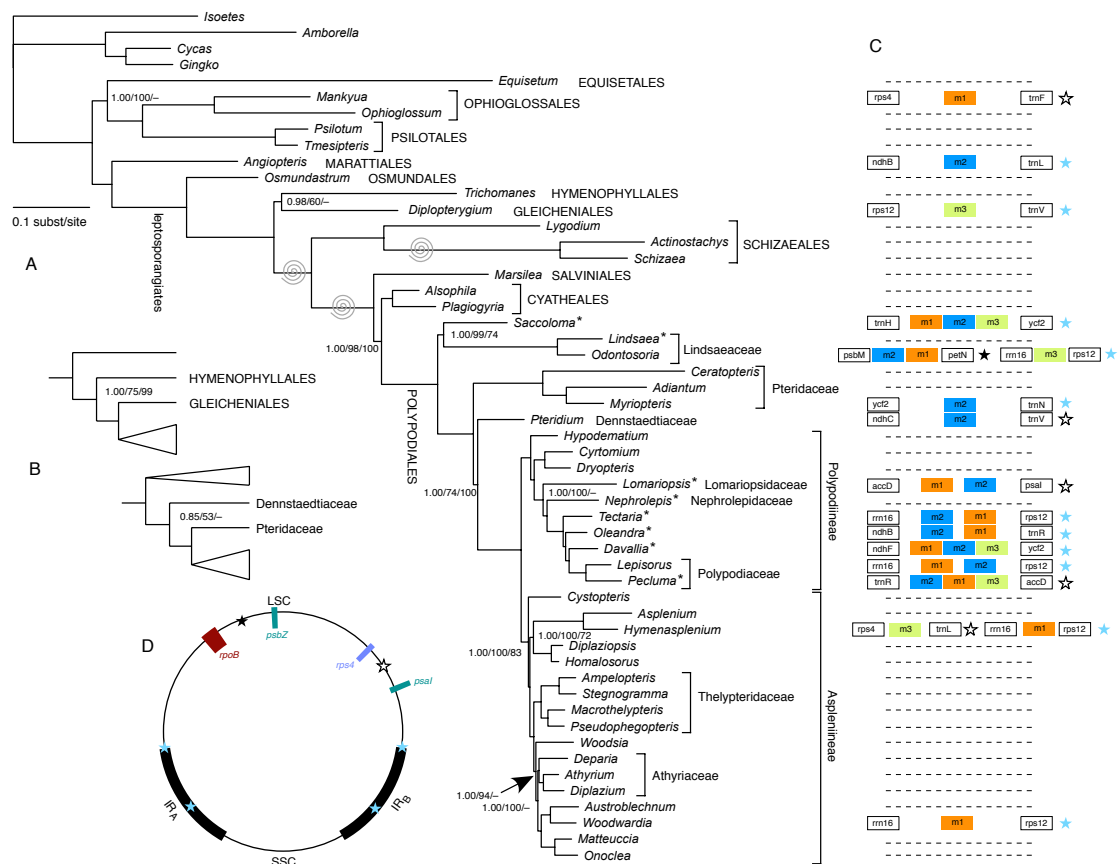 Isoetes
Amborella
Cycas
Gingko
Equisetum EQUISETALES
1.00/100/–
Mankyua
Ophioglossum
OPHIOGLOSSALES
Psilotum
Tmesipteris
PSILOTALES
Angiopteris MARATTIALES
Osmundastrum OSMUNDALES
Trichomanes HYMENOPHYLLALES
0.98/60/–
Diplopterygium GLEICHENIALES
0.1 subst/site
leptosporangiates
Lygodium
Actinostachys
Schizaea
SCHIZAEALES
A
Marsilea SALVINIALES
Alsophila
Plagiogyria
CYATHEALES
1.00/98/100
Saccoloma*
1.00/99/74
Lindsaea*
Odontosoria
Lindsaeaceae
POLYPODIALES
Ceratopteris
Adiantum
Myriopteris
Pteridaceae
Pteridium Dennstaedtiaceae
1.00/74/100
Hypodematium
Cyrtomium
Dryopteris
Lomariopsis* Lomariopsidaceae
1.00/100/–
Nephrolepis* Nephrolepidaceae
Tectaria*
Oleandra*
Davallia*
Lepisorus
Pecluma*
Polypodiaceae
Polypodiineae
Cystopteris
Asplenium
1.00/100/72
Hymenasplenium
1.00/100/83
Diplaziopsis
Homalosorus
Ampelopteris
Stegnogramma
Macrothelypteris
Pseudophegopteris
Thelypteridaceae
Woodsia
Deparia
Athyrium
Diplazium
Athyriaceae
1.00/94/–
1.00/100/–
Austroblechnum
Woodwardia
Matteuccia
Onoclea
Aspleniineae
HYMENOPHYLLALES
1.00/75/99
GLEICHENIALES
B
Dennstaedtiaceae
0.85/53/–
Pteridaceae
C
rps4 m1 trnF
ndhB m2 trnL
rps12 m3 trnV
trnH m1 m2 m3 ycf2
psbM m2 m1 petN rrn16 m3 rps12
ycf2 m2 trnN
ndhC m2 trnV
accD m1 m2 psaI
rrn16 m2 m1 rps12
ndhB m2 m1 trnR
ndhF m1 m2 m3 ycf2
rrn16 m1 m2 rps12
trnR m2 m1 m3 accD
rps4 m3 trnL rrn16 m1 rps12
rrn16 m1 rps12
D
LSC
psbZ
rpoB
rps4
psaI
IRA
IRB
SSC